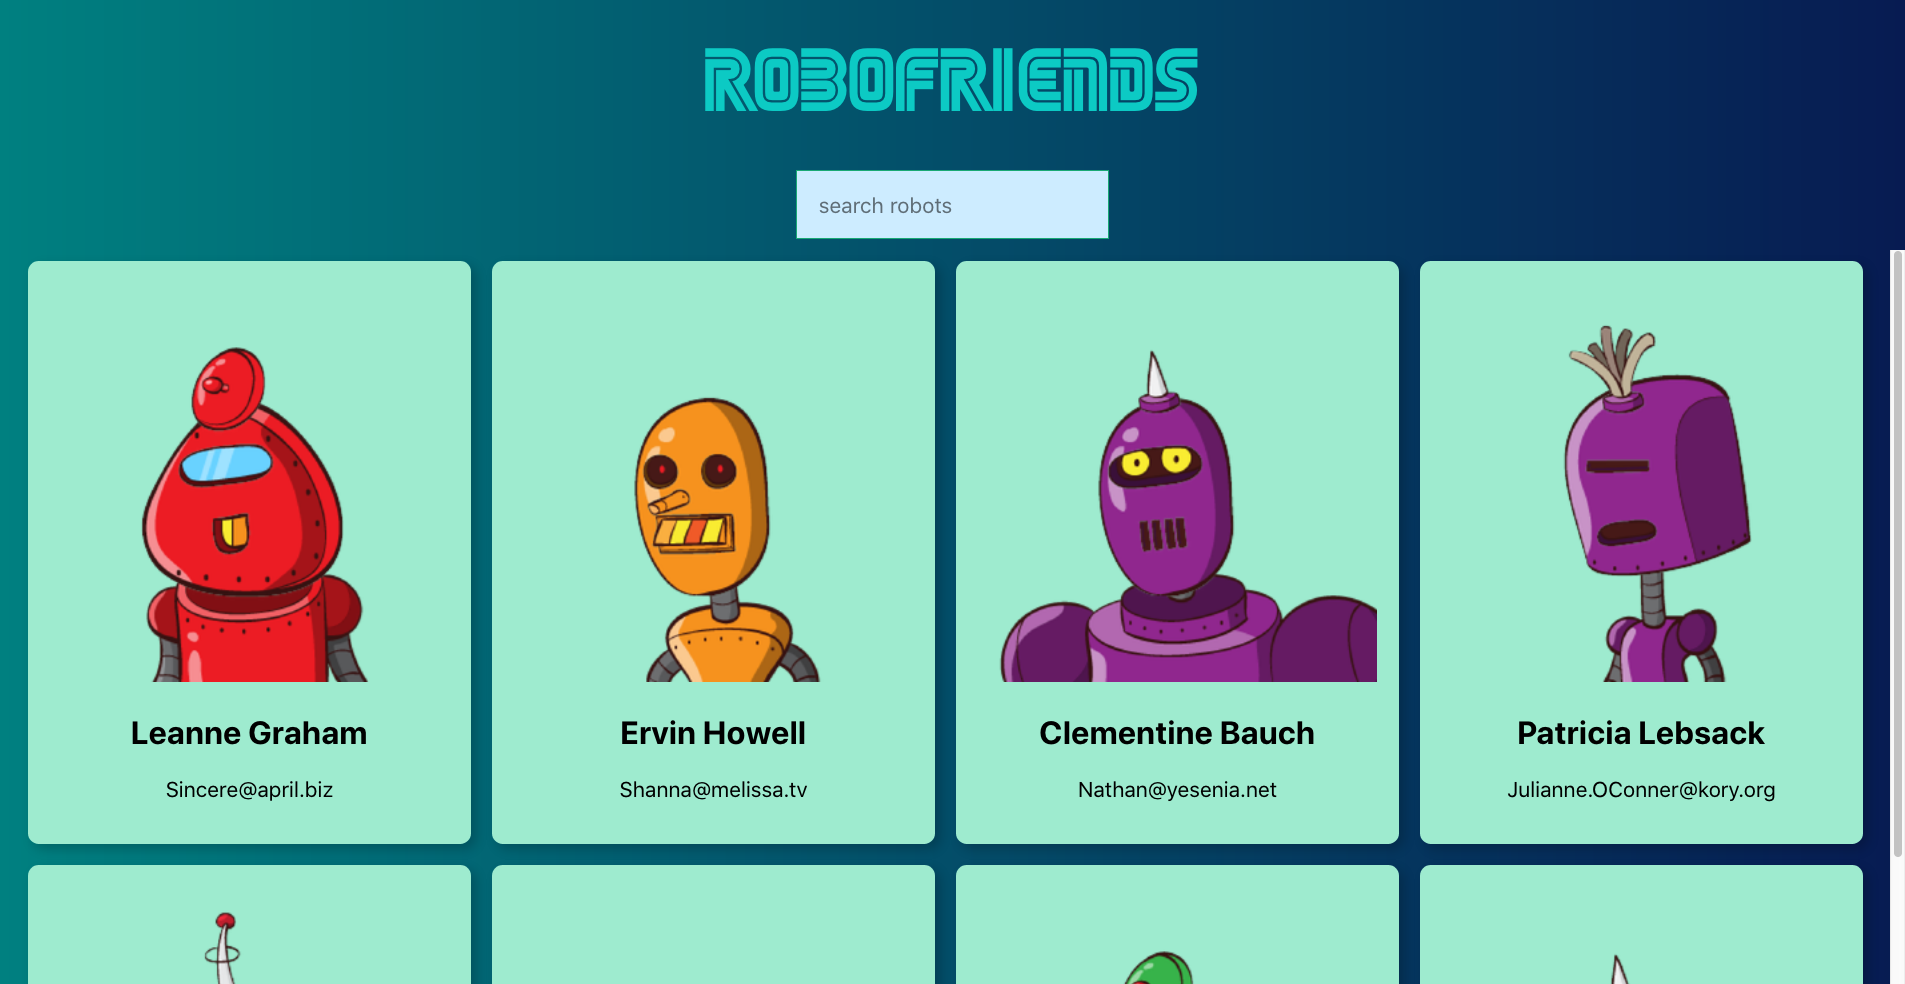 ROBOFRIENDS
search robots
Leanne Graham
Sincere@april.biz
Ervin Howell
Shanna@melissa.tv
Clementine Bauch
Nathan@yesenia.net
Patricia Lebsack
Julianne.OConner@kory.org